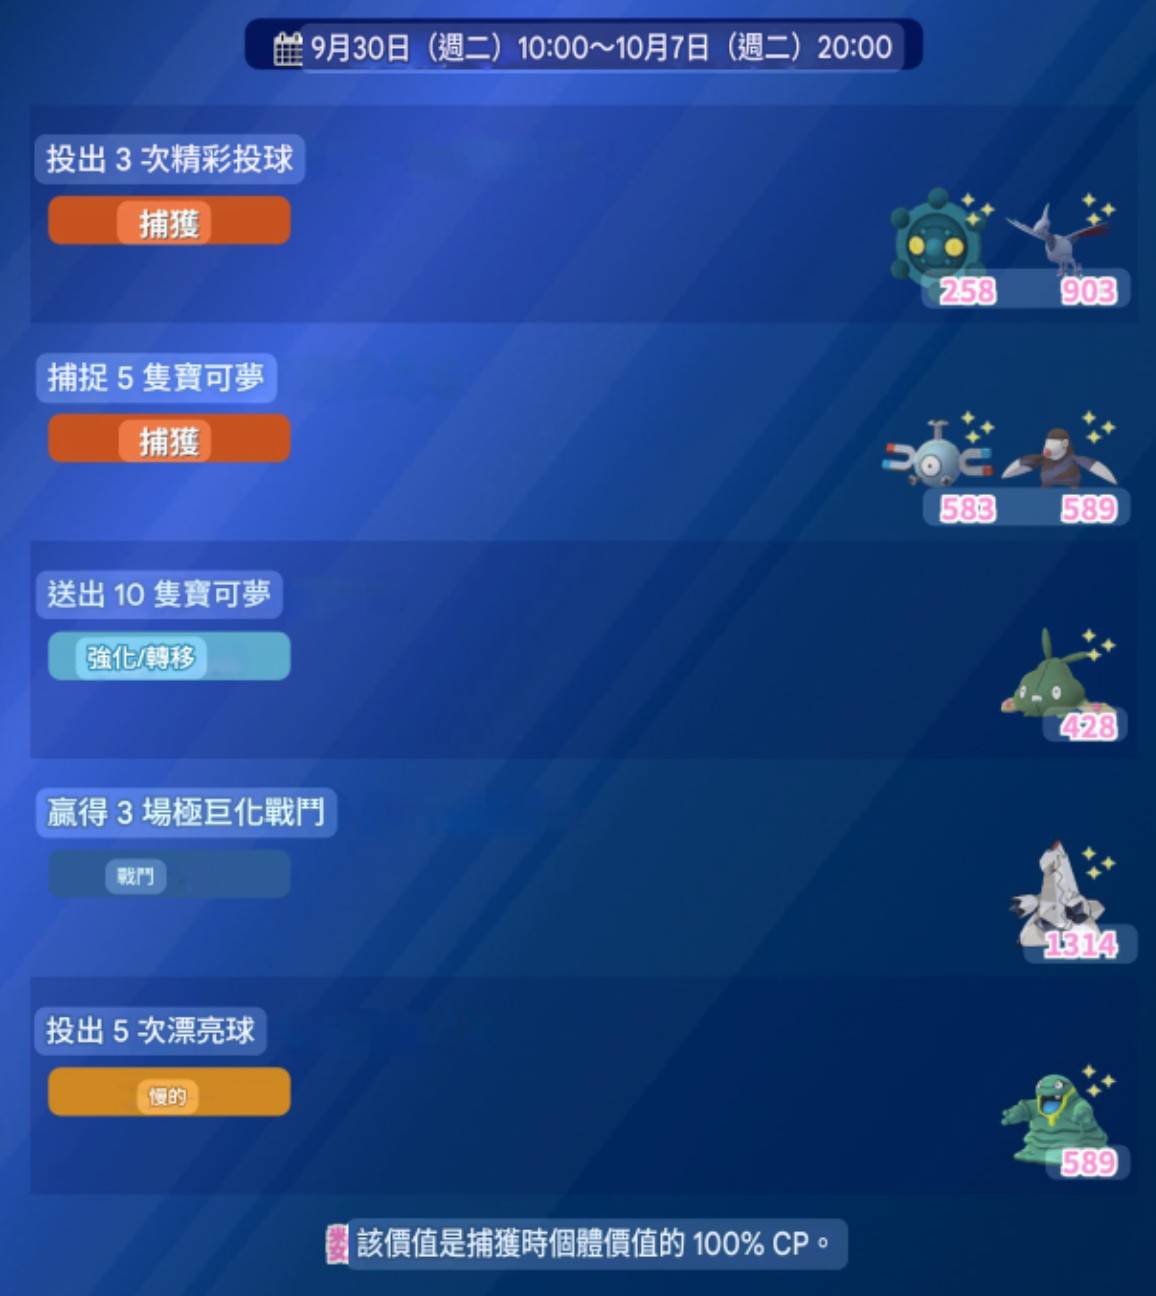 9月30日（週二）10:00～10月7日（週二）20:00
投出 3 次精彩投球
捕獲
258 903
捕捉 5 隻寶可夢
捕獲
583 589
送出 10 隻寶可夢
強化/轉移
428
贏得 3 場極巨化戰鬥
戰鬥
1314
投出 5 次漂亮球
慢的
589
該價值是捕獲時個體價值的 100% CP。